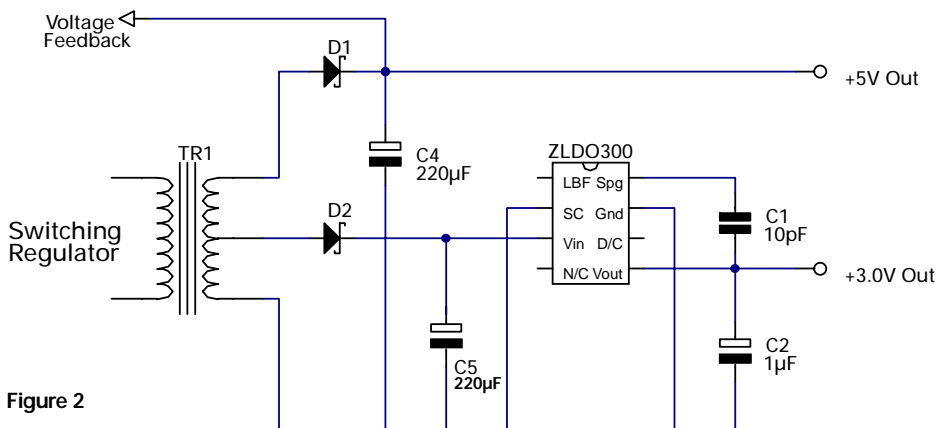 Voltage
Feedback
D1
+5V Out
TR1
C4
220µF
ZLDO300
LBF Spg
SC Gnd
Vin D/C
N/C Vout
C1
10pF
D2
Switching
Regulator
+3.0V Out
C2
1µF
C5
220µF
Figure 2